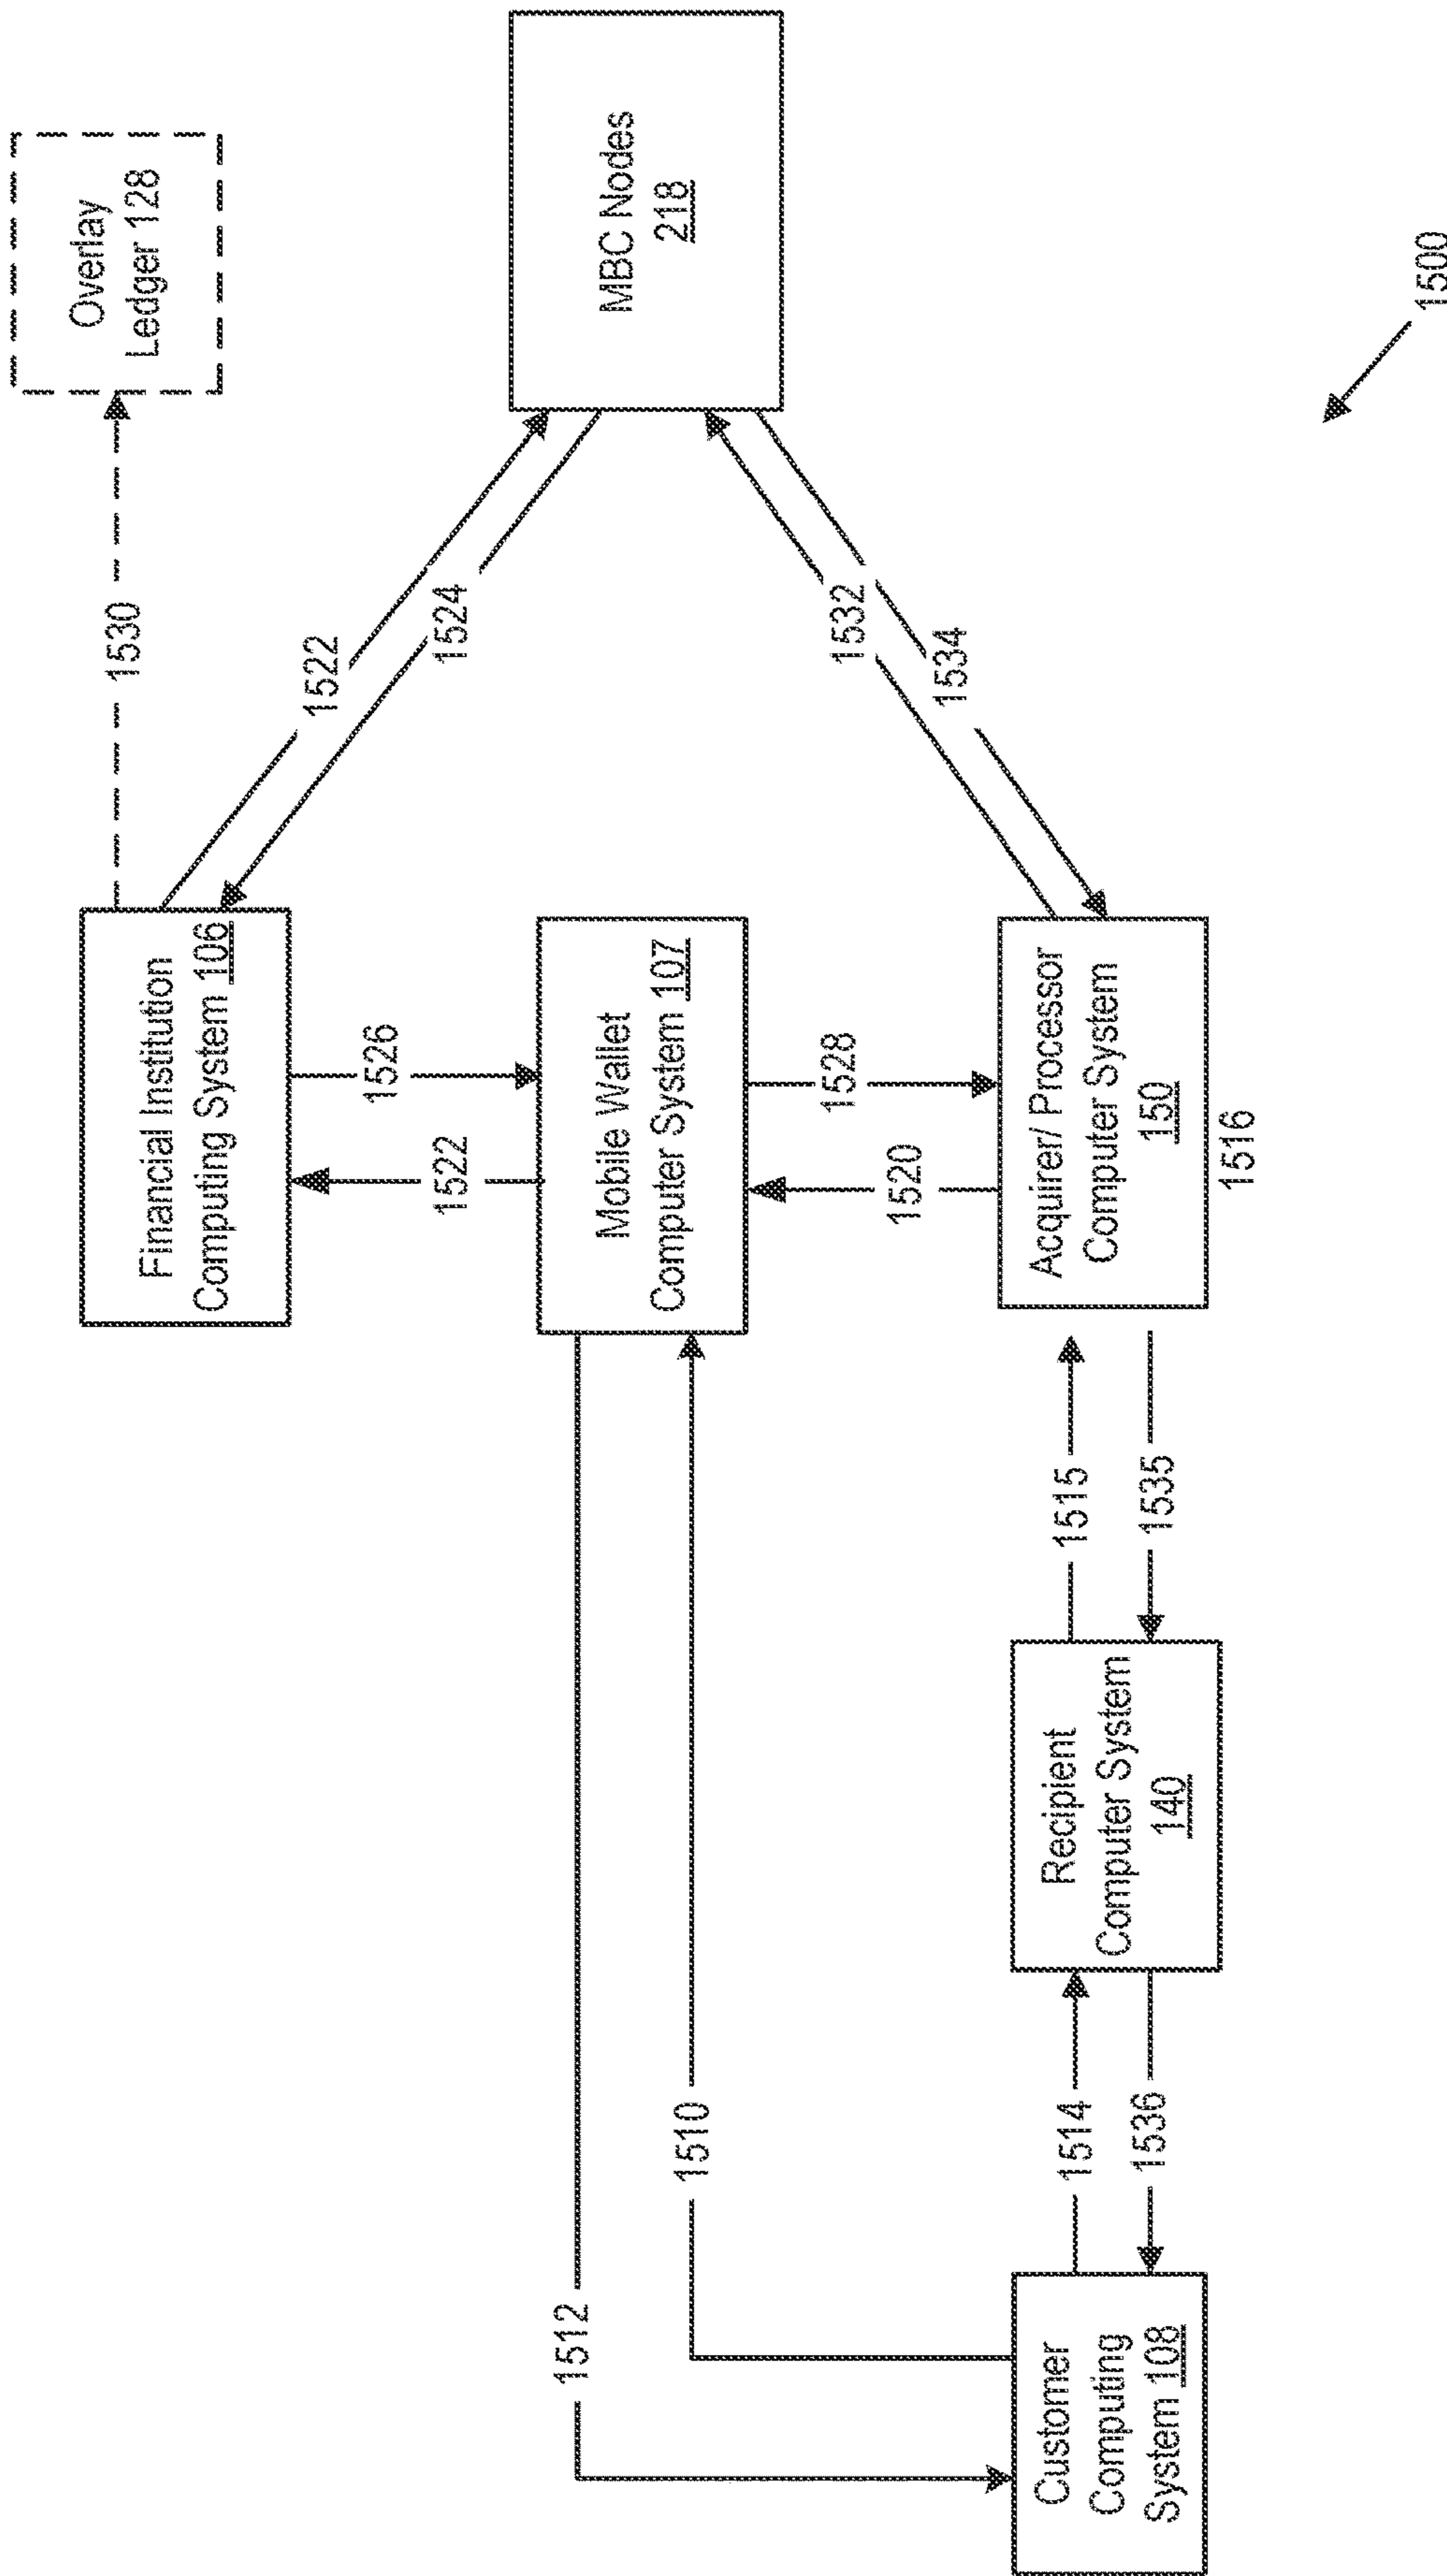 Overlay
Ledger 128
1530
Financial Institution
Computing System 106
1522
1524
MBC Nodes
218
1526
1522
1512
Mobile Wallet
Computer System 107
1510
1528
1520
1532
1534
Customer
Computing
System 108
1514
1536
Recipient
Computer System
140
1515
1535
Acquirer/ Processor
Computer System
150
1516
1500